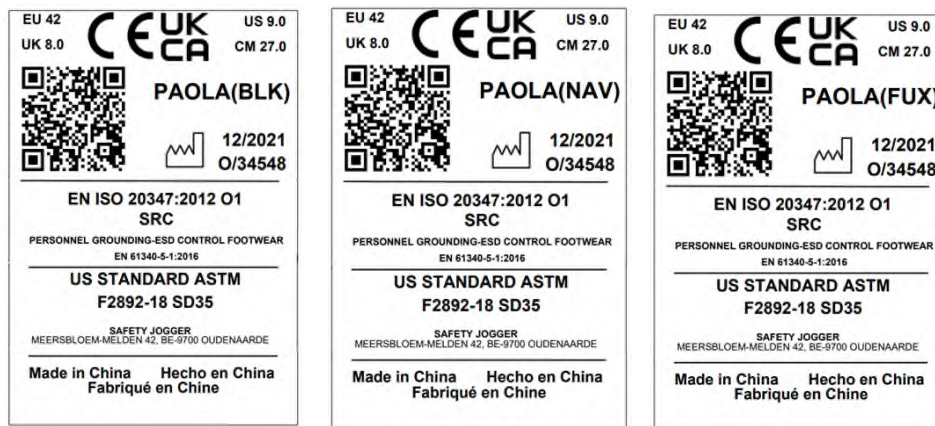 EU 42
US 9.0
UK 8.0
CE UK CA
CM 27.0
PAOLA(BLK)
12/2021
O/34548
EN ISO 20347:2012 O1
SRC
PERSONNEL GROUNDING-ESD CONTROL FOOTWEAR
EN 61340-5-1:2016
US STANDARD ASTM
F2892-18 SD35
SAFETY JOGGER
MEERSBLOEM-MELDEN 42, BE-9700 OUDENAARDE
Made in China Hecho en China
Fabriqué en Chine
EU 42
US 9.0
UK 8.0
CE UK CA
CM 27.0
PAOLA(NAV)
12/2021
O/34548
EN ISO 20347:2012 O1
SRC
PERSONNEL GROUNDING-ESD CONTROL FOOTWEAR
EN 61340-5-1:2016
US STANDARD ASTM
F2892-18 SD35
SAFETY JOGGER
MEERSBLOEM-MELDEN 42, BE-9700 OUDENAARDE
Made in China Hecho en China
Fabriqué en Chine
EU 42
US 9.0
UK 8.0
CE UK CA
CM 27.0
PAOLA(FUX)
12/2021
O/34548
EN ISO 20347:2012 O1
SRC
PERSONNEL GROUNDING-ESD CONTROL FOOTWEAR
EN 61340-5-1:2016
US STANDARD ASTM
F2892-18 SD35
SAFETY JOGGER
MEERSBLOEM-MELDEN 42, BE-9700 OUDENAARDE
Made in China Hecho en China
Fabriqué en Chine